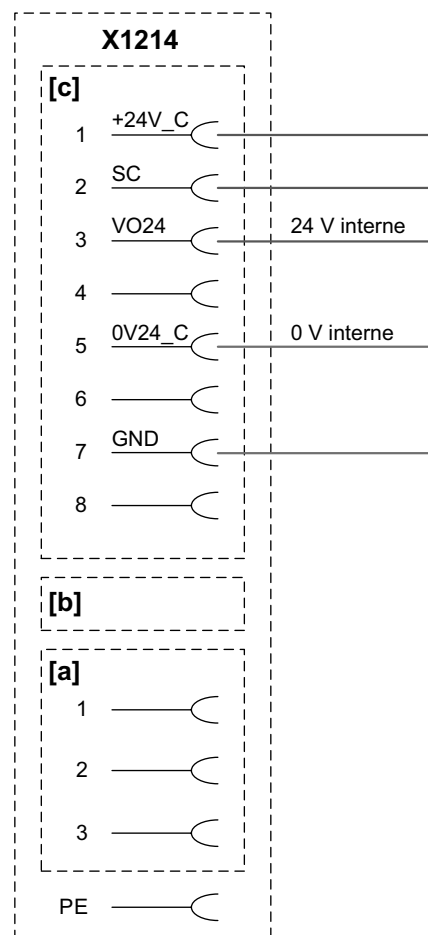 X1214
[c]
1 +24V_C
2 SC
3 VO24 24 V interne
4
5 0V24_C 0 V interne
6
7 GND
8
[b]
[a]
1
2
3
PE